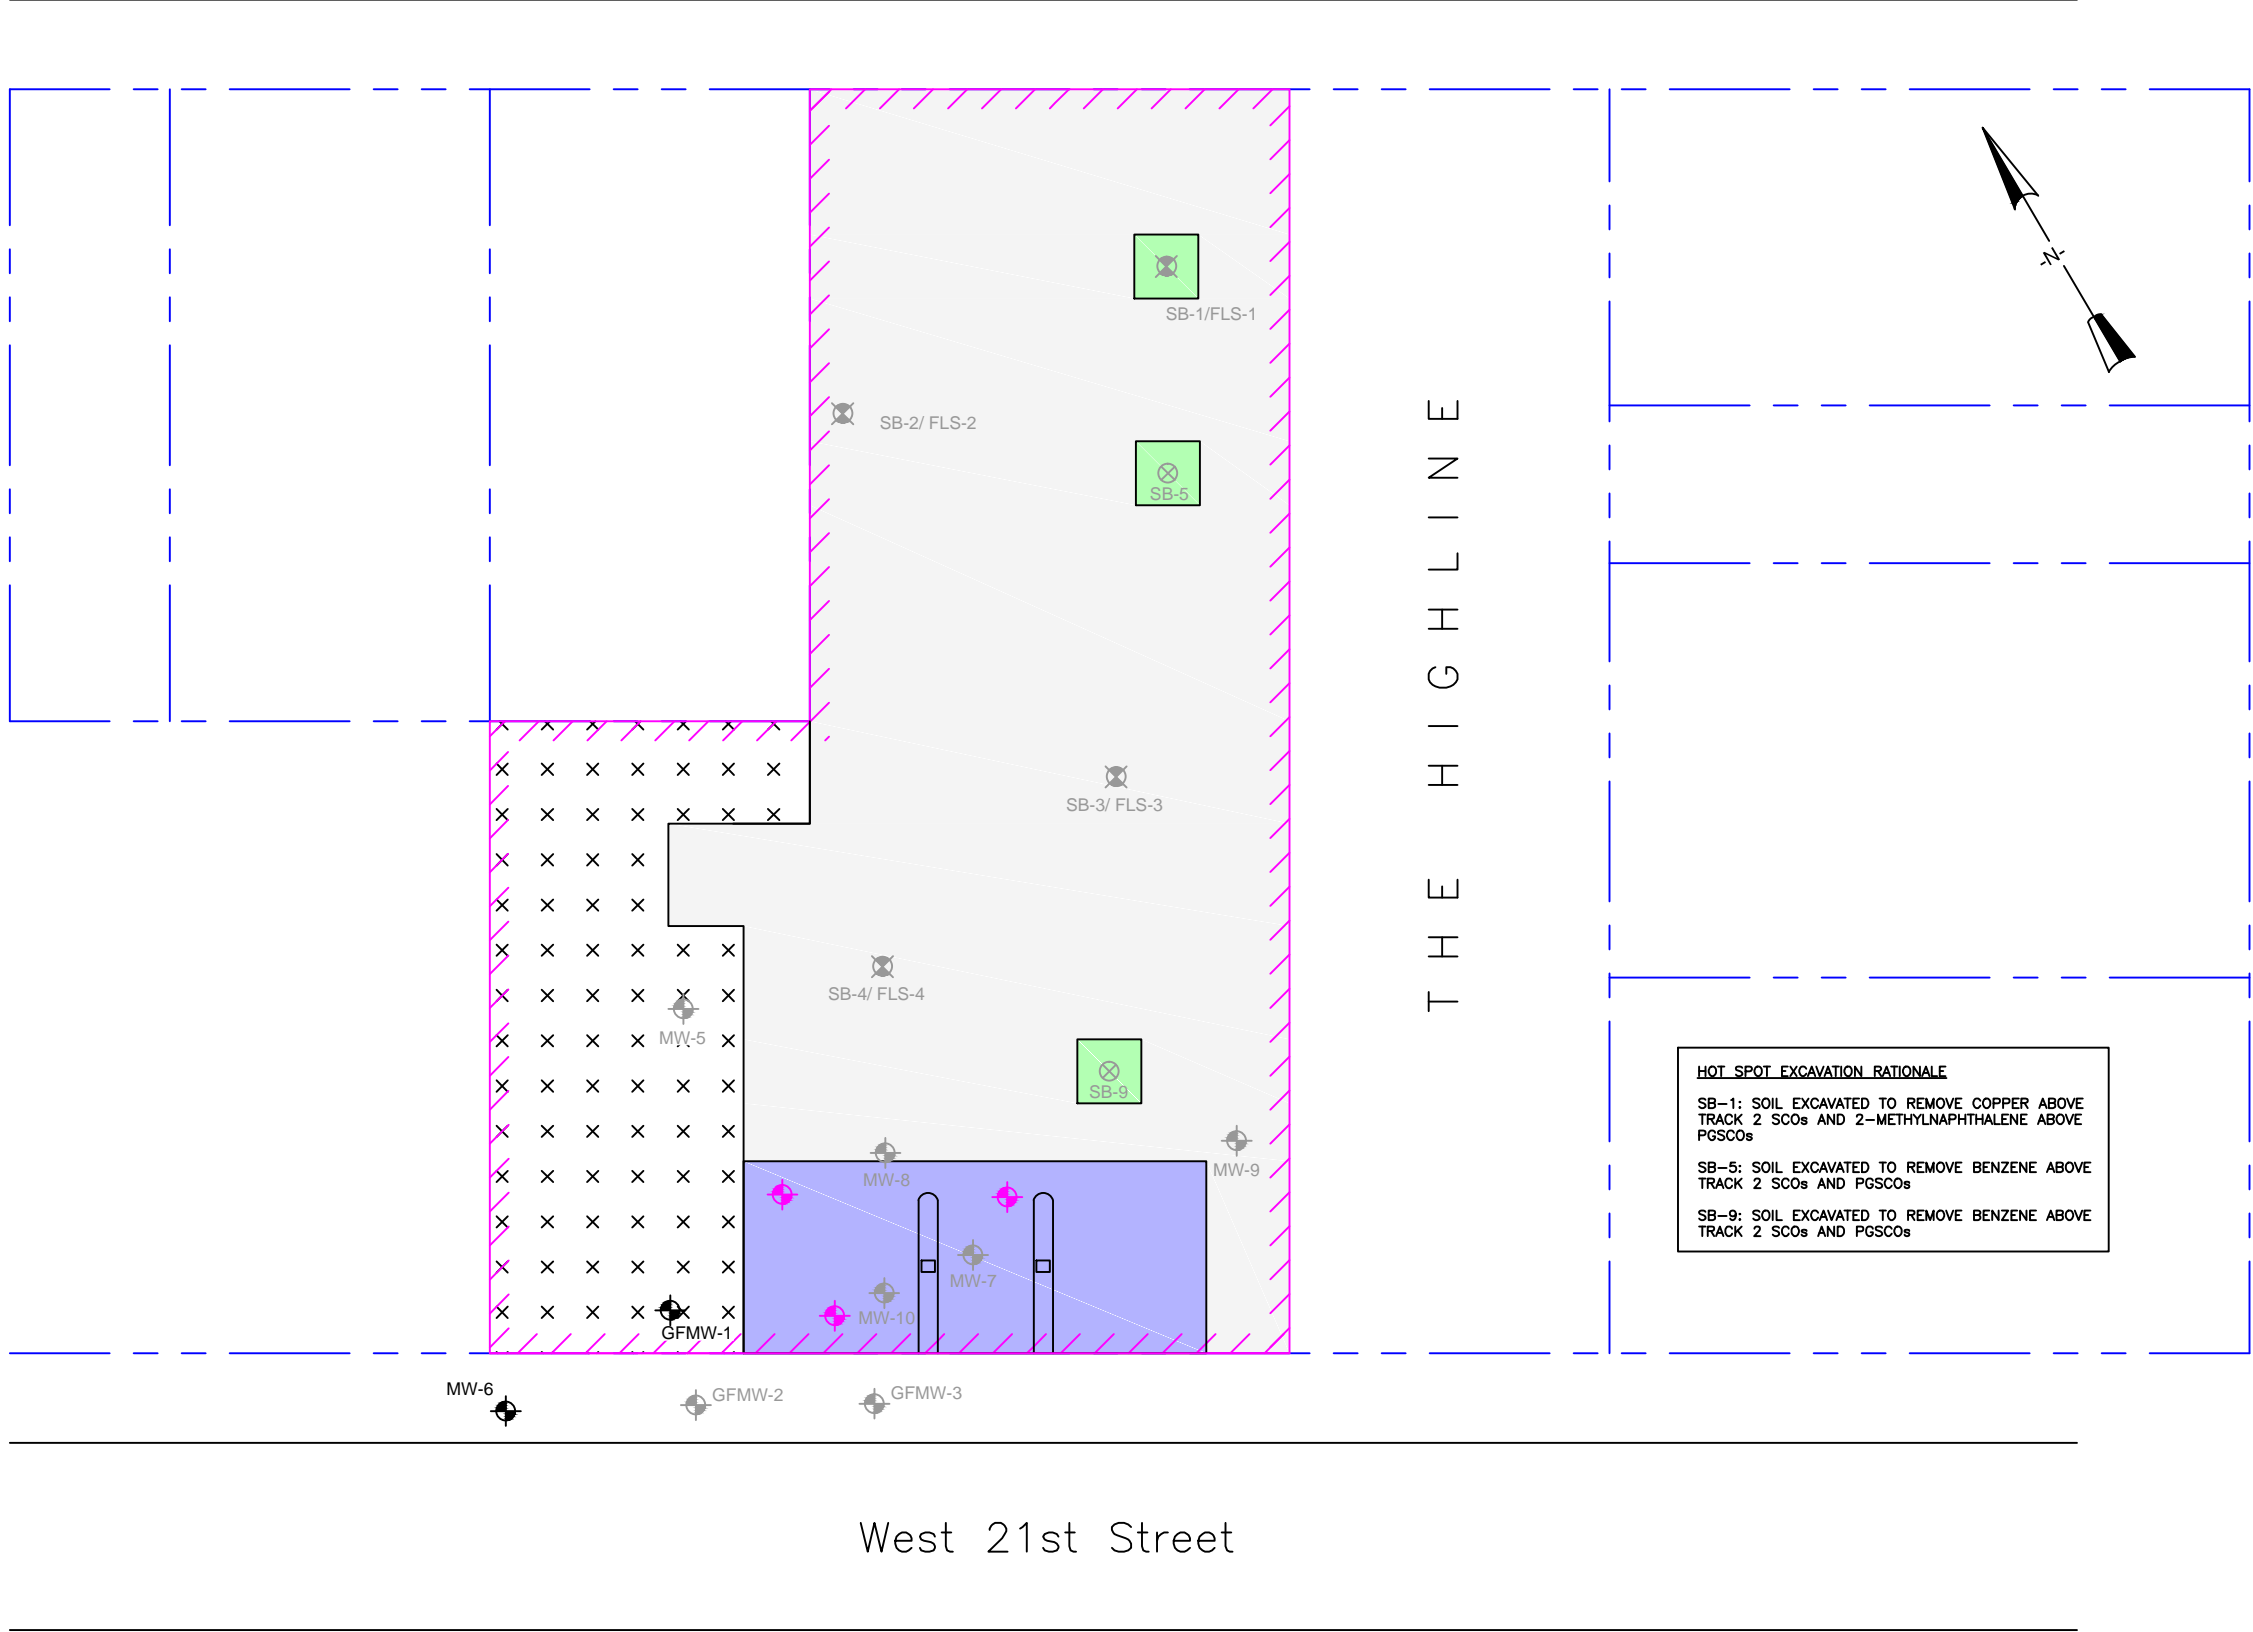 -N-
SB-1/FLS-1
SB-2/ FLS-2
SB-5
THE HIGHLINE
SB-3/ FLS-3
SB-4/ FLS-4
MW-5
SB-9
HOT SPOT EXCAVATION RATIONALE
SB-1: SOIL EXCAVATED TO REMOVE COPPER ABOVE
TRACK 2 SCOs AND 2-METHYLNAPHTHALENE ABOVE
PGSCOs
SB-5: SOIL EXCAVATED TO REMOVE BENZENE ABOVE
TRACK 2 SCOs AND PGSCOs
SB-9: SOIL EXCAVATED TO REMOVE BENZENE ABOVE
TRACK 2 SCOs AND PGSCOs
MW-8
MW-9
MW-7
MW-10
GFMW-1
MW-6
GFMW-2
GFMW-3
West 21st Street